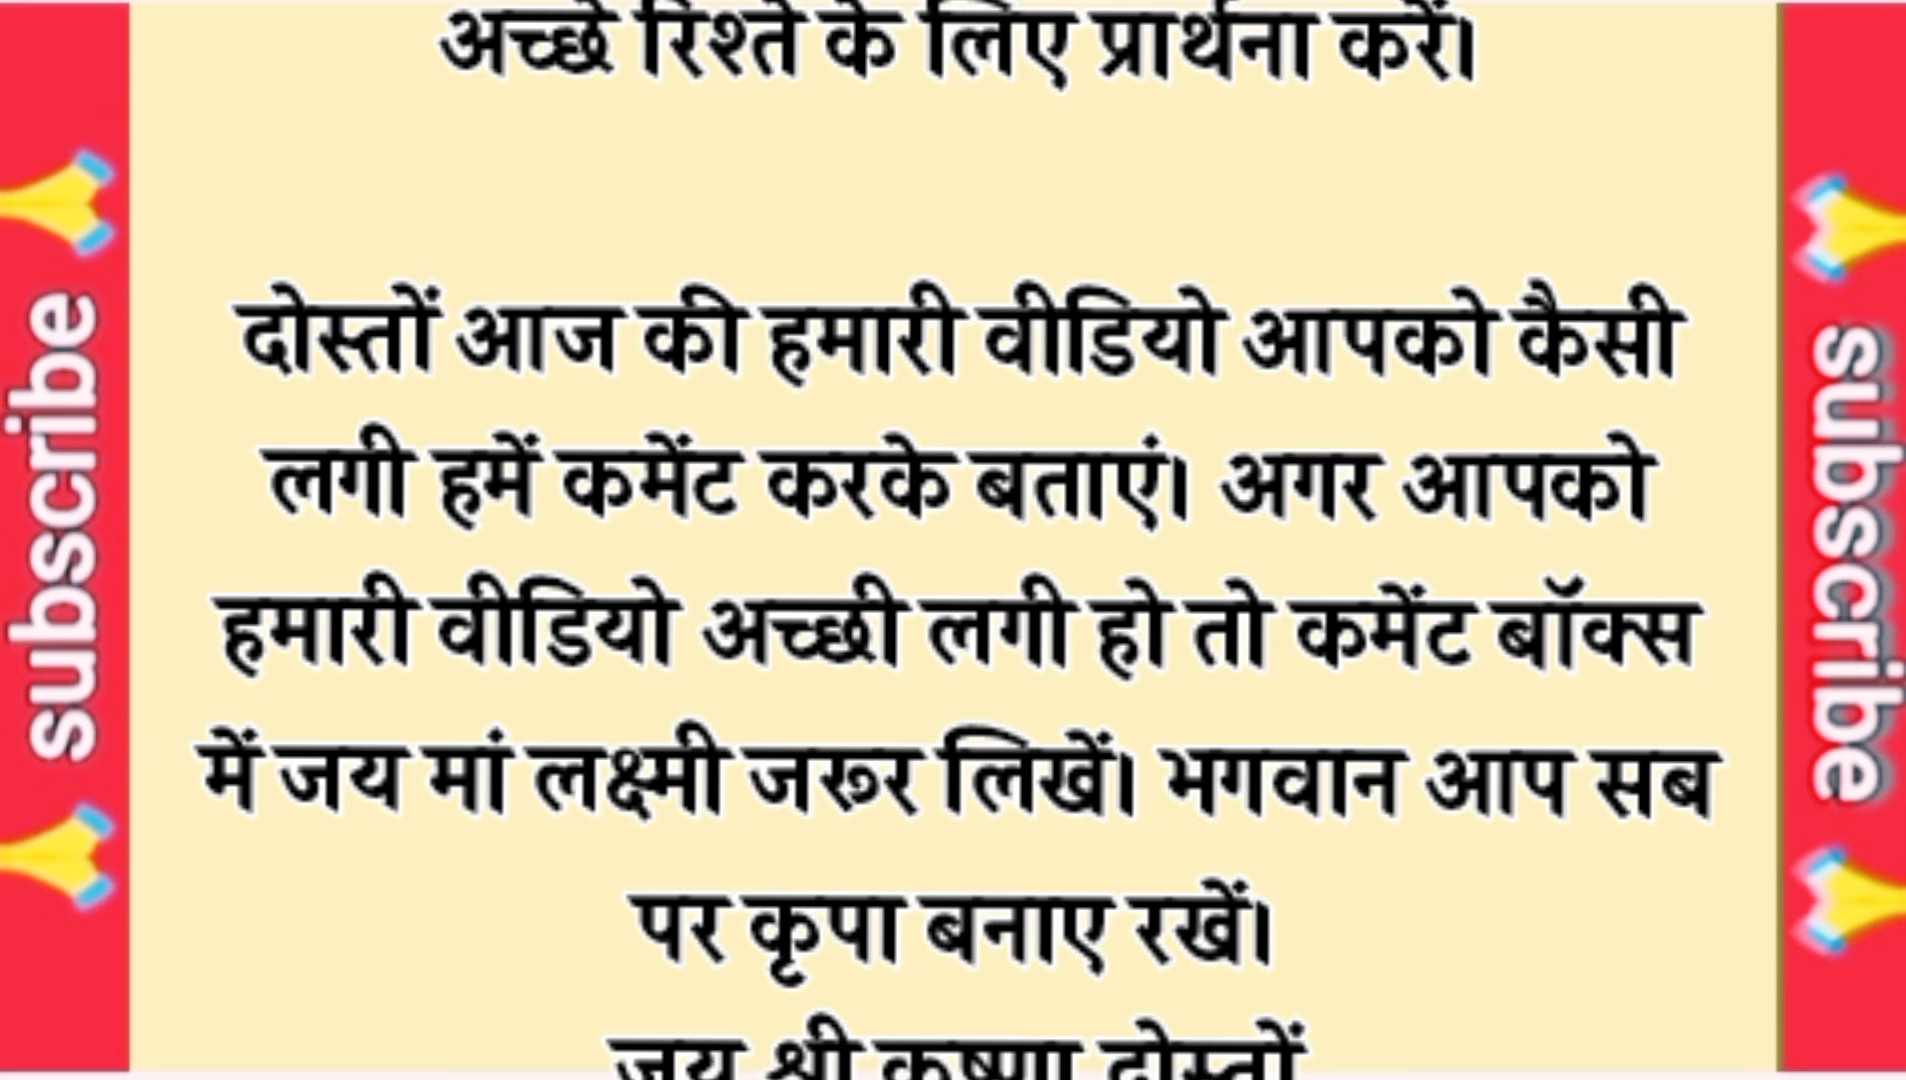 अच्छे रिश्ते के लिए प्रार्थना करें।
दोस्तों आज की हमारी वीडियो आपको कैसी
लगी हमें कमेंट करके बताएं। अगर आपको
हमारी वीडियो अच्छी लगी हो तो कमेंट बॉक्स
में जय मां लक्ष्मी जरूर लिखें। भगवान आप सब
पर कृपा बनाए रखें।
जय श्री कृष्णा दोस्तों
subscribe
subscribe